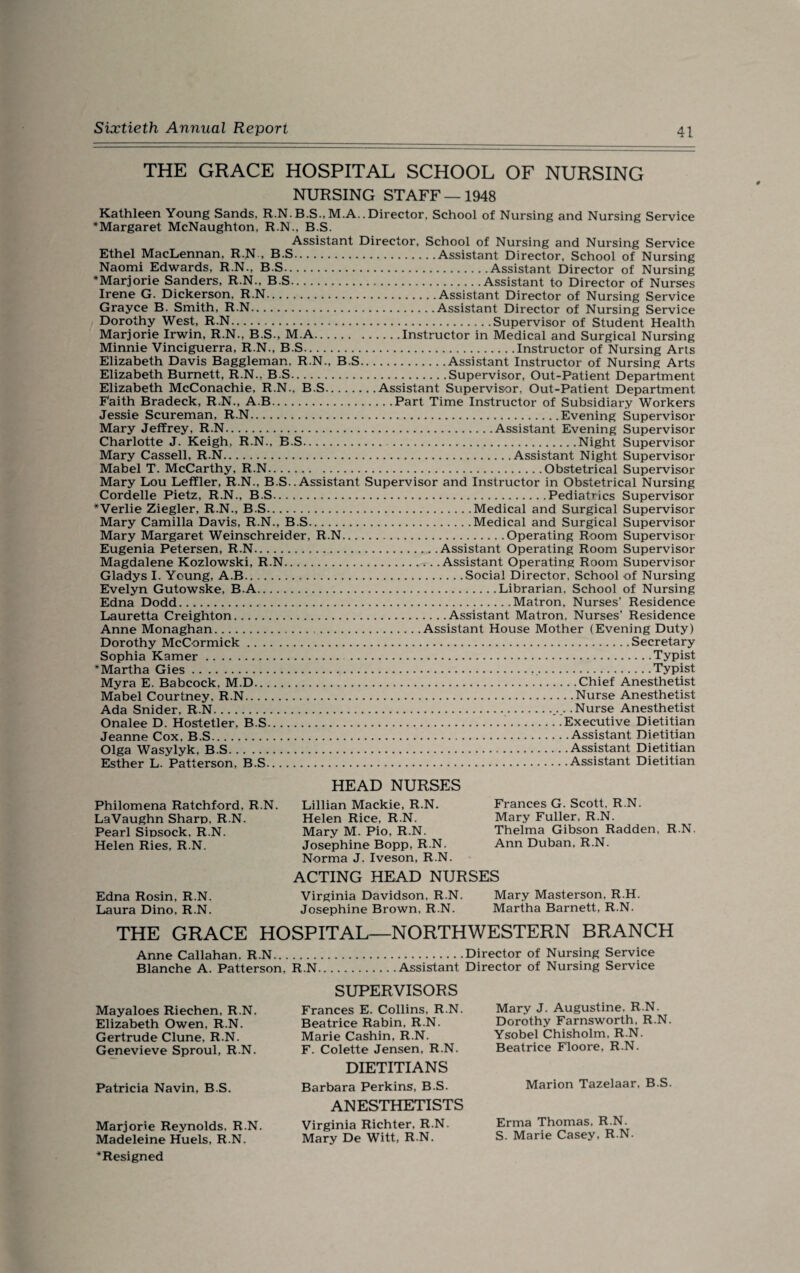 Sixtieth Annual Report
41
THE GRACE HOSPITAL SCHOOL OF NURSING
NURSING STAFF — 1948
Kathleen Young Sands, R.N.B.S.,M.A..Director, School of Nursing and Nursing Service
*Margaret McNaughton, R.N., B.S.
Assistant Director, School of Nursing and Nursing Service
Ethel MacLennan, R.N., B.S.......................Assistant Director, School of Nursing
Naomi Edwards, R.N., B.S..............................Assistant Director of Nursing
*Marjorie Sanders, R.N., B.S............................Assistant to Director of Nurses
Irene G. Dickerson, R.N..........................Assistant Director of Nursing Service
Grayce B. Smith, R.N............................Assistant Director of Nursing Service
Dorothy West, R.N.......................................Supervisor of Student Health
Marjorie Irwin, R.N., B.S., M.A.............Instructor in Medical and Surgical Nursing
Minnie Vinciguerra, R.N., B.S...............................Instructor of Nursing Arts
Elizabeth Davis Baggleman, R.N., B.S.............Assistant Instructor of Nursing Arts
Elizabeth Burnett, R.N., B.S.......................Supervisor, Out-Patient Department
Elizabeth McConachie, R.N., B.S........Assistant Supervisor, Out-Patient Department
Faith Bradeck, R.N., A.B...................Part Time Instructor of Subsidiary Workers
Jessie Scureman, R.N..............................................Evening Supervisor
Mary Jeffrey, R.N........................................Assistant Evening Supervisor
Charlotte J. Keigh, R.N., B.S........................................Night Supervisor
Mary Cassell, R.N...........................................Assistant Night Supervisor
Mabel T. McCarthy, R.N.........................................Obstetrical Supervisor
Mary Lou Leffler, R.N., B.S..Assistant Supervisor and Instructor in Obstetrical Nursing
Cordelle Pietz, R.N., B.S........................................Pediatrics Supervisor
*Verlie Ziegler, R.N., B.S..............................Medical and Surgical Supervisor
Mary Camilla Davis, R.N., B.S........................Medical and Surgical Supervisor
Mary Margaret Weinschreider, R.N........................Operating Room Supervisor
Eugenia Petersen, R.N............................Assistant Operating Room Supervisor
Magdalene Kozlowski, R.N........................Assistant Operating Room Supervisor
Gladys I. Young, A.B.................................Social Director, School of Nursing
Evelyn Gutowske, B.A...................................Librarian, School of Nursing
Edna Dodd.................................................Matron, Nurses' Residence
Lauretta Creighton................................Assistant Matron, Nurses' Residence
Anne Monaghan...............................Assistant House Mother (Evening Duty)
Dorothy McCormick.........................................................Secretary
Sophia Kamer.................................................................Typist
*Martha Gies..................................................................Typist
Myra E. Babcock, M.D................................................Chief Anesthetist
Mabel Courtney, R.N.................................................Nurse Anesthetist
Ada Snider, R.N.....................................................Nurse Anesthetist
Onalee D. Hostetler, B.S............................................Executive Dietitian
Jeanne Cox, B.S.....................................................Assistant Dietitian
Olga Wasylyk, B.S..................................................Assistant Dietitian
Esther L. Patterson, B.S.............................................Assistant Dietitian
HEAD NURSES
Philomena Ratchford, R.N. Lillian Mackie, R.N. Frances G. Scott, R.N.
LaVaughn Sharp, R.N. Helen Rice, R.N. Mary Fuller, R.N.
Pearl Sipsock, R.N. Mary M. Pio, R.N. Thelma Gibson Radden, R.N.
Helen Ries, R.N. Josephine Bopp, R.N. Ann Duban, R.N.
Norma J. Iveson, R.N.
ACTING HEAD NURSES
Edna Rosin, R.N. Virginia Davidson, R.N. Mary Masterson, R.H.
Laura Dino, R.N. Josephine Brown, R.N. Martha Barnett, R.N.
THE GRACE HOSPITAL—NORTHWESTERN BRANCH
Anne Callahan, R.N.............................Director of Nursing Service
Blanche A. Patterson, R.N............Assistant Director of Nursing Service
SUPERVISORS
Mayaloes Riechen, R.N. Frances E. Collins, R.N. Mary J. Augustine, R.N.
Elizabeth Owen, R.N. Beatrice Rabin, R.N. Dorothy Farnsworth, R.N.
Gertrude Clune, R.N. Marie Cashin, R.N. Ysobel Chisholm, R.N.
Genevieve Sproul, R.N. F. Colette Jensen, R.N. Beatrice Floore, R.N.
DIETITIANS
Patricia Navin, B.S. Barbara Perkins, B.S. Marion Tazelaar, B.S.
ANESTHETISTS
Marjorie Reynolds, R.N. Virginia Richter, R.N. Erma Thomas, R.N.
Madeleine Huels, R.N. Mary De Witt, R.N. S. Marie Casey, R.N.
*Resigned